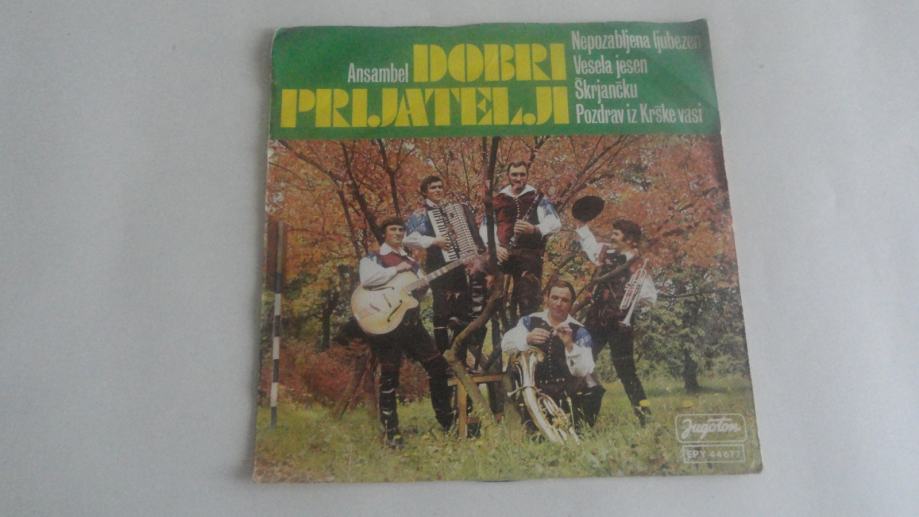 Ansambel DOBRI
PRIJATELJI
Nepozabljena ljubezen
Vesela jesen
Škrjančku
Pozdrav iz Krške vasi
Jugoton
EPY 44677